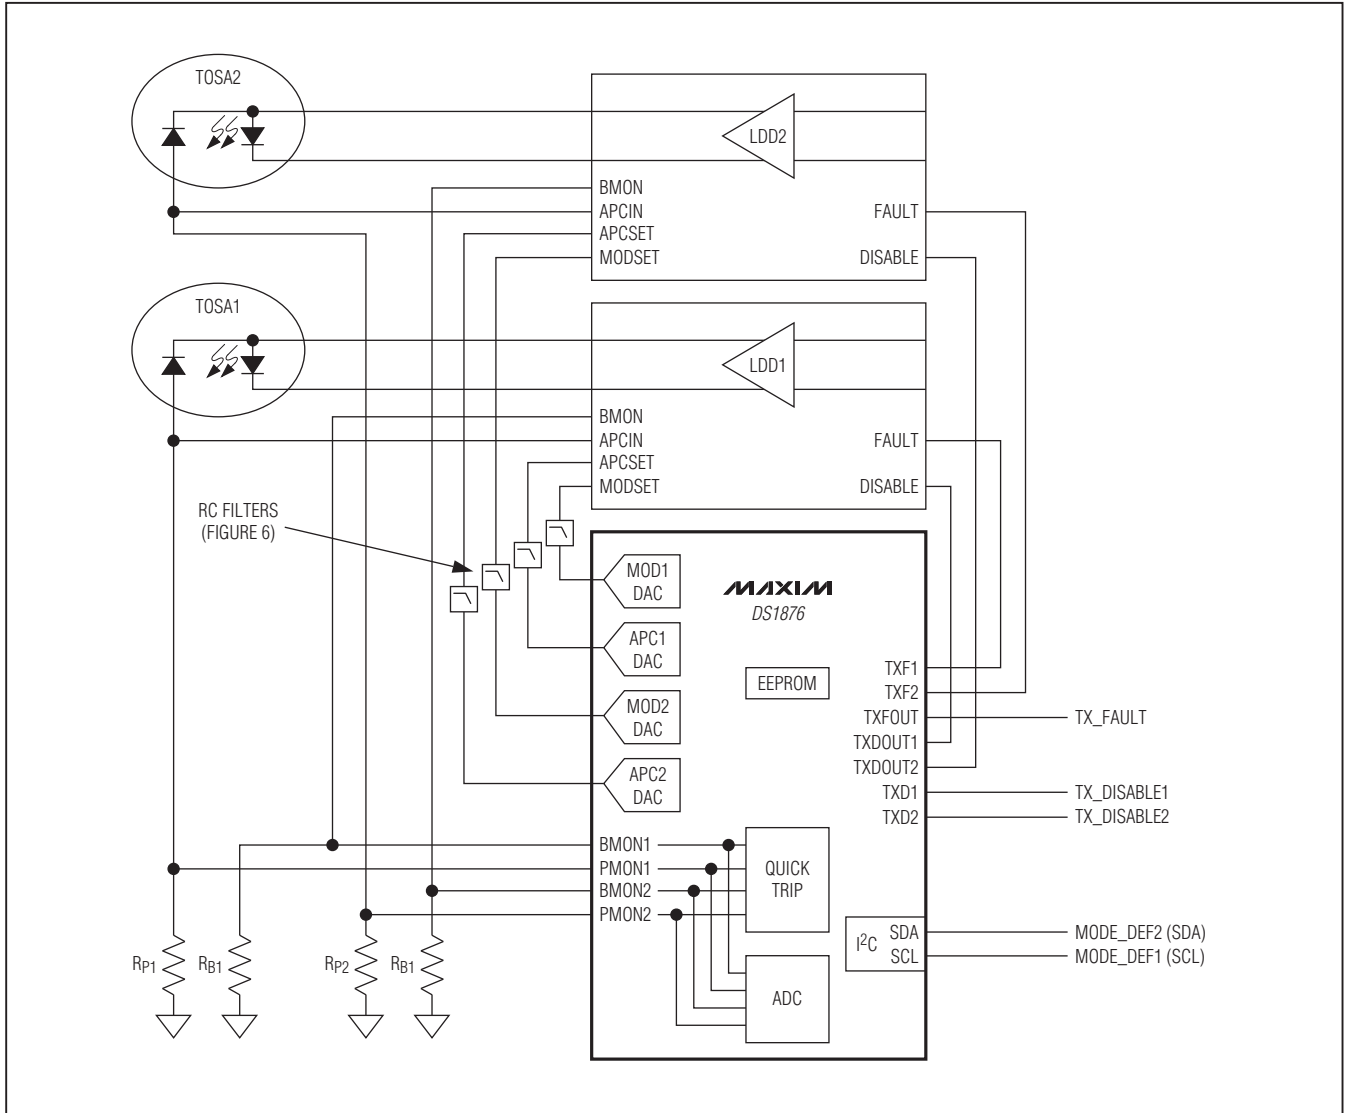 TOSA2
LDD2
BMON
APCIN
APCSET
MODSET
FAULT
DISABLE
TOSA1
LDD1
BMON
APCIN
APCSET
MODSET
FAULT
DISABLE
RC FILTERS
(FIGURE 6)
MOD1
DAC
APC1
DAC
MOD2
DAC
APC2
DAC
MAXIM
DS1876
EEPROM
TXF1
TXF2
TXFOUT
TXDOUT1
TXDOUT2
TXD1
TXD2
TX_FAULT
TX_DISABLE1
TX_DISABLE2
BMON1
PMON1
BMON2
PMON2
QUICK
TRIP
ADC
I²C
SDA
SCL
MODE_DEF2 (SDA)
MODE_DEF1 (SCL)
RP1
RB1
RP2
RB1